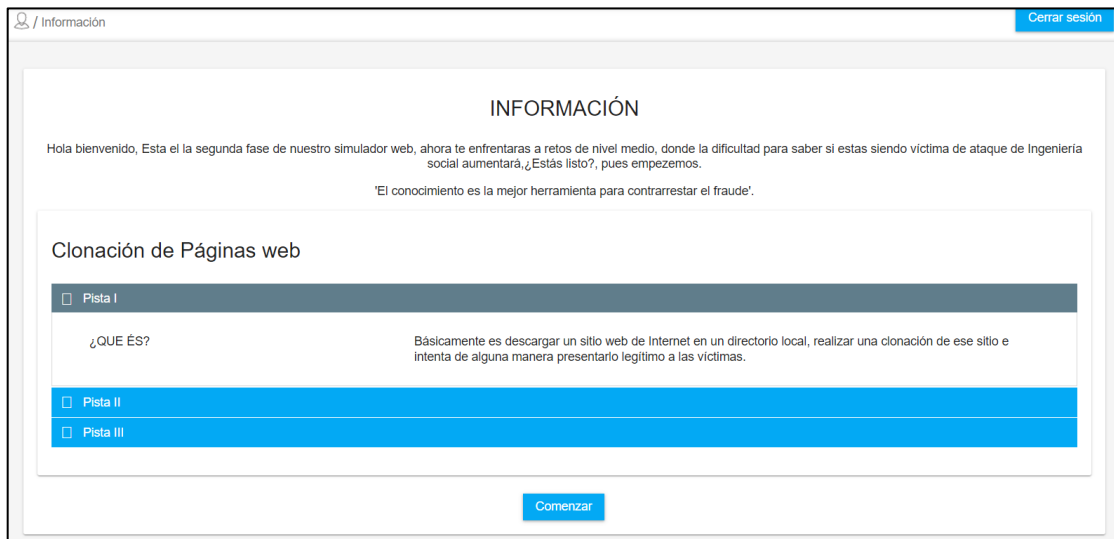 / Información
Cerrar sesión
INFORMACIÓN
Hola bienvenido, Esta el la segunda fase de nuestro simulador web, ahora te enfrentaras a retos de nivel medio, donde la dificultad para saber si estas siendo víctima de ataque de Ingeniería
social aumentará,¿Estás listo?, pues empezemos.
'El conocimiento es la mejor herramienta para contrarrestar el fraude'.
Clonación de Páginas web
Pista I
¿QUE ÉS?
Básicamente es descargar un sitio web de Internet en un directorio local, realizar una clonación de ese sitio e
intenta de alguna manera presentarlo legítimo a las víctimas.
Pista II
Pista III
Comenzar